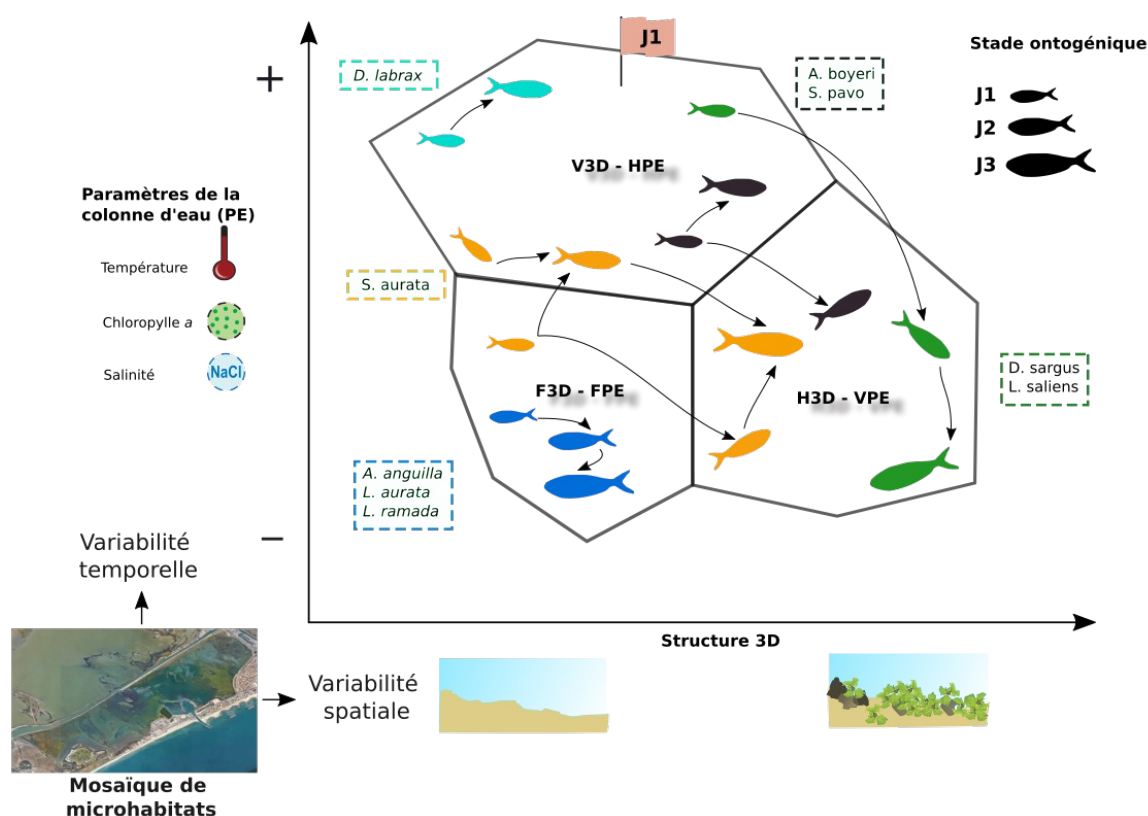 J1
Stade ontogénique
J1
J2
J3
+
D. labrax
A. boyeri
S. pavo
V3D - HPE
Paramètres de la
colonne d'eau (PE)
Température
Chloropylle a
Salinité
NaCl
S. aurata
F3D - FPE
H3D - VPE
D. sargus
L. saliens
A. anguilla
L. aurata
L. ramada
−
Variabilité
temporelle
Structure 3D
Variabilité
spatiale
Mosaïque de
microhabitats